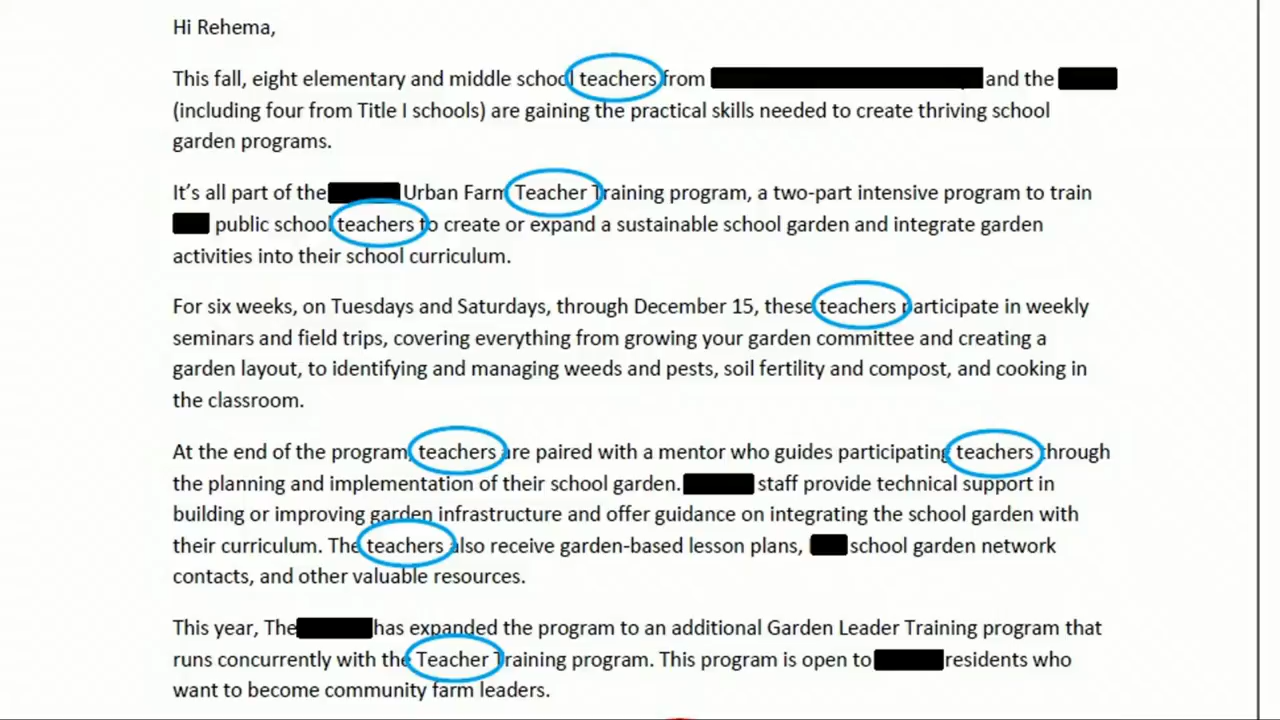 Hi Rehema,
This fall, eight elementary and middle school teachers from and the
(including four from Title I schools) are gaining the practical skills needed to create thriving school
garden programs.
It’s all part of the Urban Farm Teacher Training program, a two-part intensive program to train
public school teachers to create or expand a sustainable school garden and integrate garden
activities into their school curriculum.
For six weeks, on Tuesdays and Saturdays, through December 15, these teachers participate in weekly
seminars and field trips, covering everything from growing your garden committee and creating a
garden layout, to identifying and managing weeds and pests, soil fertility and compost, and cooking in
the classroom.
At the end of the program, teachers are paired with a mentor who guides participating teachers through
the planning and implementation of their school garden. staff provide technical support in
building or improving garden infrastructure and offer guidance on integrating the school garden with
their curriculum. The teachers also receive garden-based lesson plans, school garden network
contacts, and other valuable resources.
This year, The has expanded the program to an additional Garden Leader Training program that
runs concurrently with the Teacher Training program. This program is open to residents who
want to become community farm leaders.